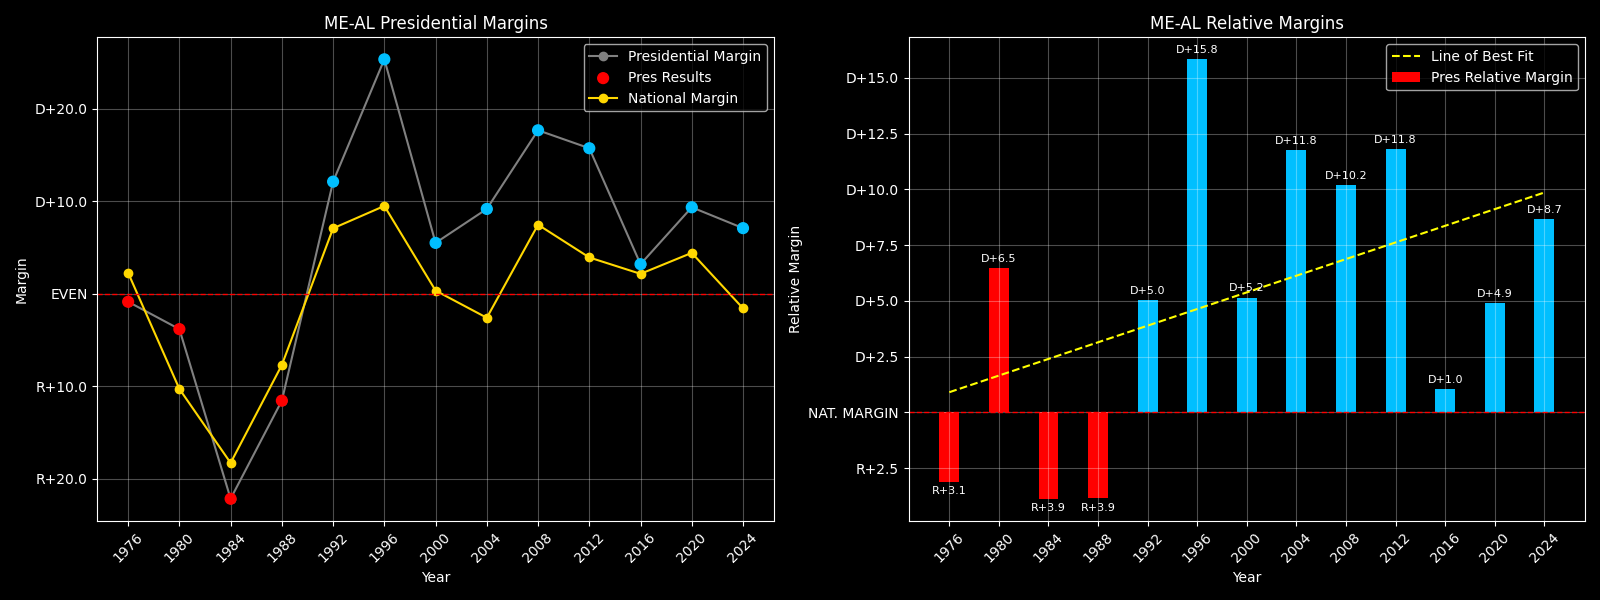 ME-AL Presidential Margins
Presidential Margin
Pres Results
National Margin
D+20.0
D+10.0
EVEN
R+10.0
R+20.0
Margin
1976
1980
1984
1988
1992
1996
2000
2004
2008
2012
2016
2020
2024
Year
ME-AL Relative Margins
Line of Best Fit
Pres Relative Margin
D+15.0
D+12.5
D+10.0
D+7.5
D+5.0
D+2.5
NAT. MARGIN
R+2.5
Relative Margin
R+3.1
D+6.5
R+3.9
R+3.9
D+5.0
D+15.8
D+5.2
D+11.8
D+10.2
D+11.8
D+1.0
D+4.9
D+8.7
1976
1980
1984
1988
1992
1996
2000
2004
2008
2012
2016
2020
2024
Year